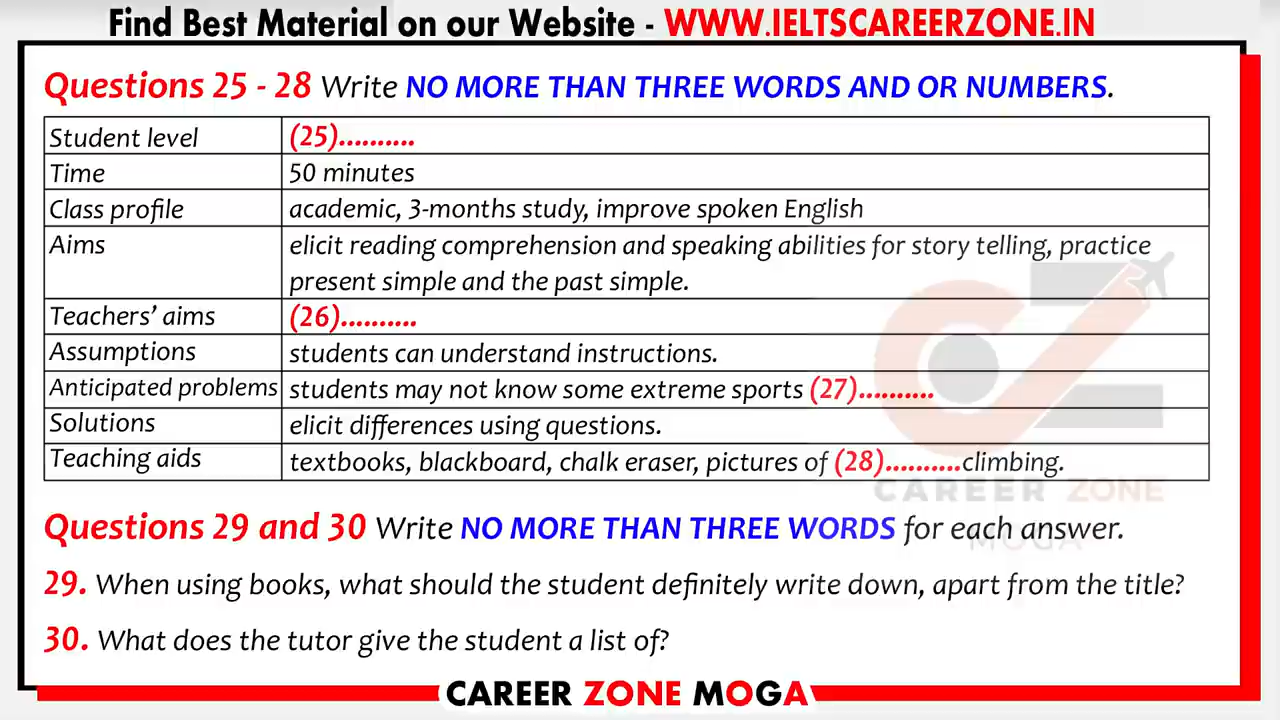 Find Best Material on our Website - WWW.IELTSCAREERZONE.IN
Questions 25 - 28 Write NO MORE THAN THREE WORDS AND OR NUMBERS.
Student level (25)..........
Time 50 minutes
Class profile academic, 3-months study, improve spoken English
Aims elicit reading comprehension and speaking abilities for story telling, practice
present simple and the past simple.
Teachers’ aims (26)..........
Assumptions students can understand instructions.
Anticipated problems students may not know some extreme sports (27)..........
Solutions elicit differences using questions.
Teaching aids textbooks, blackboard, chalk eraser, pictures of (28)..........climbing.
CAREER ZONE
MOGA
Questions 29 and 30 Write NO MORE THAN THREE WORDS for each answer.
29. When using books, what should the student definitely write down, apart from the title?
30. What does the tutor give the student a list of?
CAREER ZONE MOGA